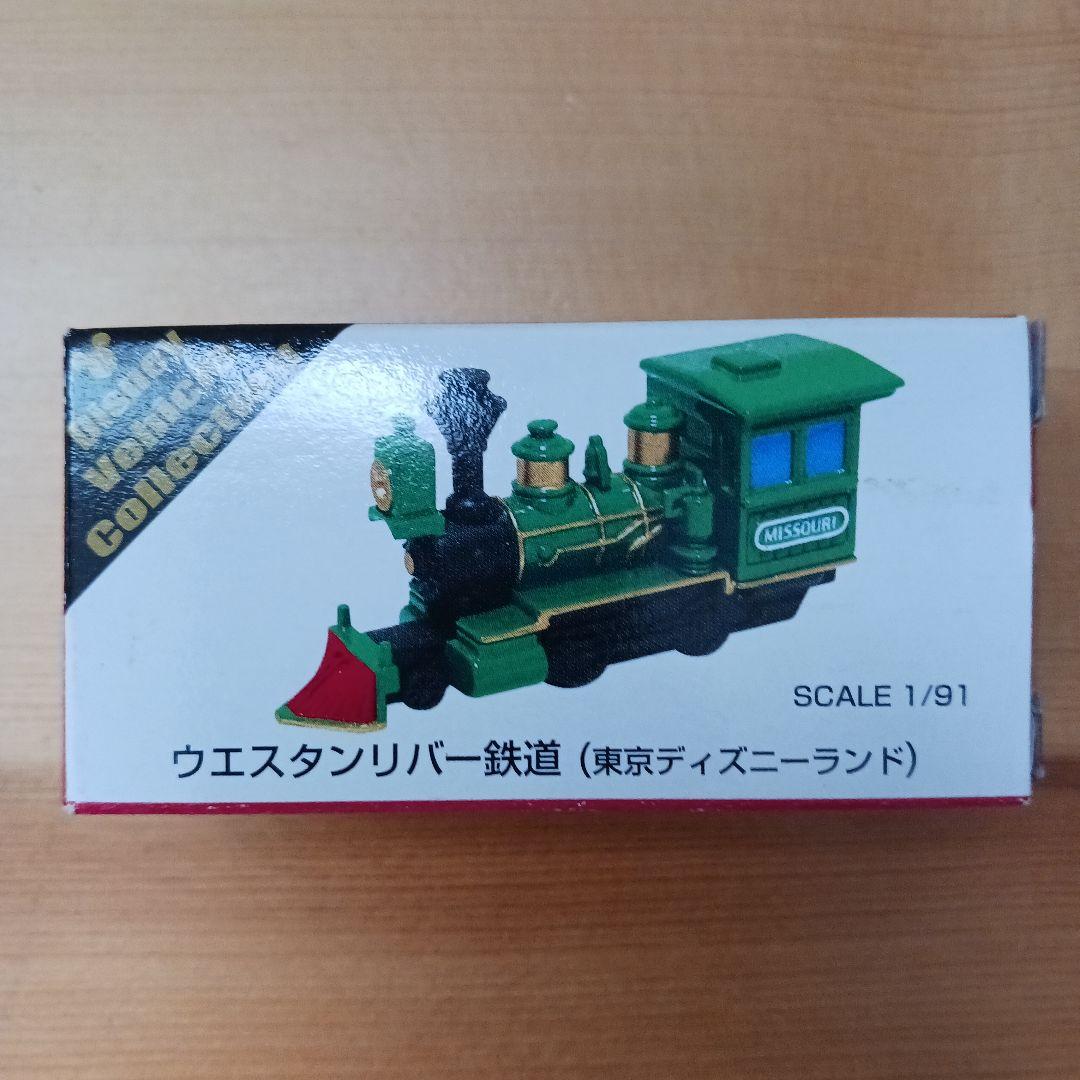 Disney
Vehicle
Collection
MISSOURI
SCALE 1/91
ウエスタンリバー鉄道 (東京ディズニーランド)